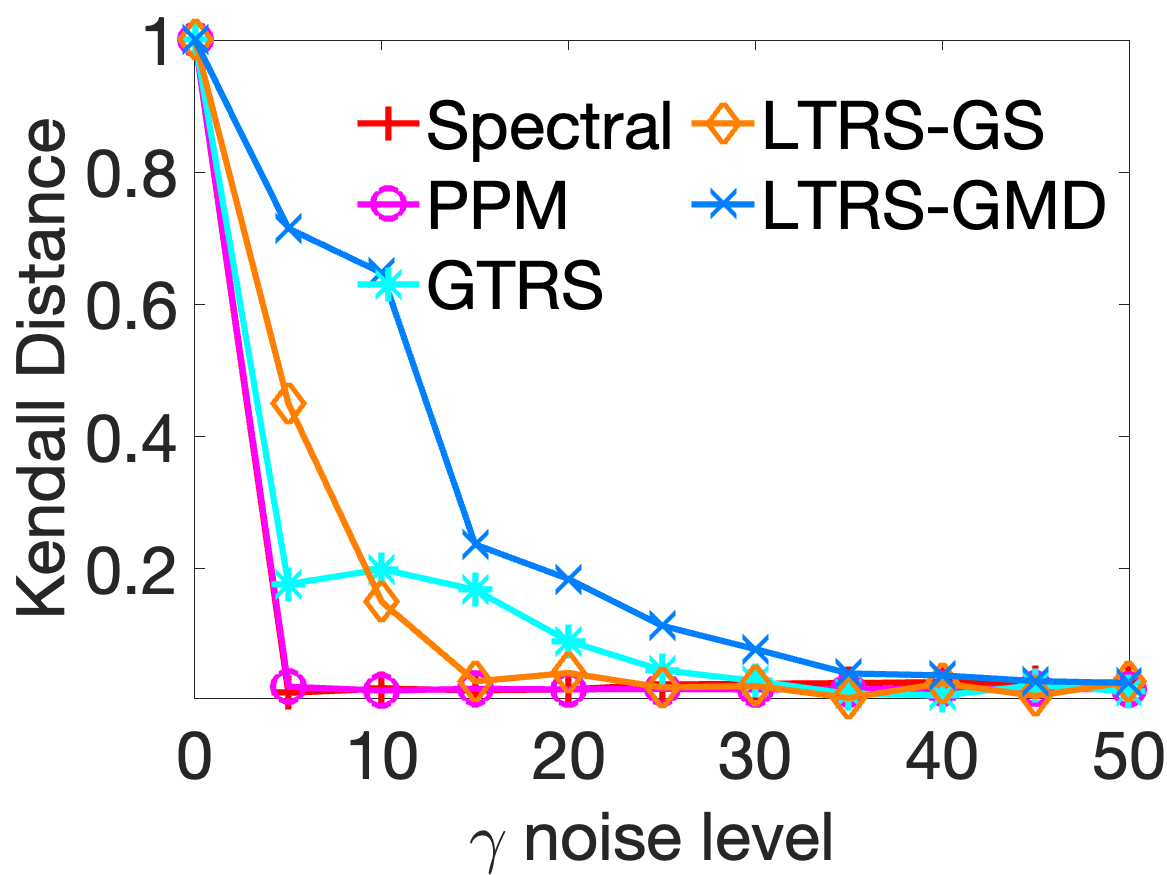 1
0.8
0.6
0.4
0.2
Kendall Distance
Spectral
LTRS-GS
PPM
LTRS-GMD
GTRS
0 10 20 30 40 50
γ noise level